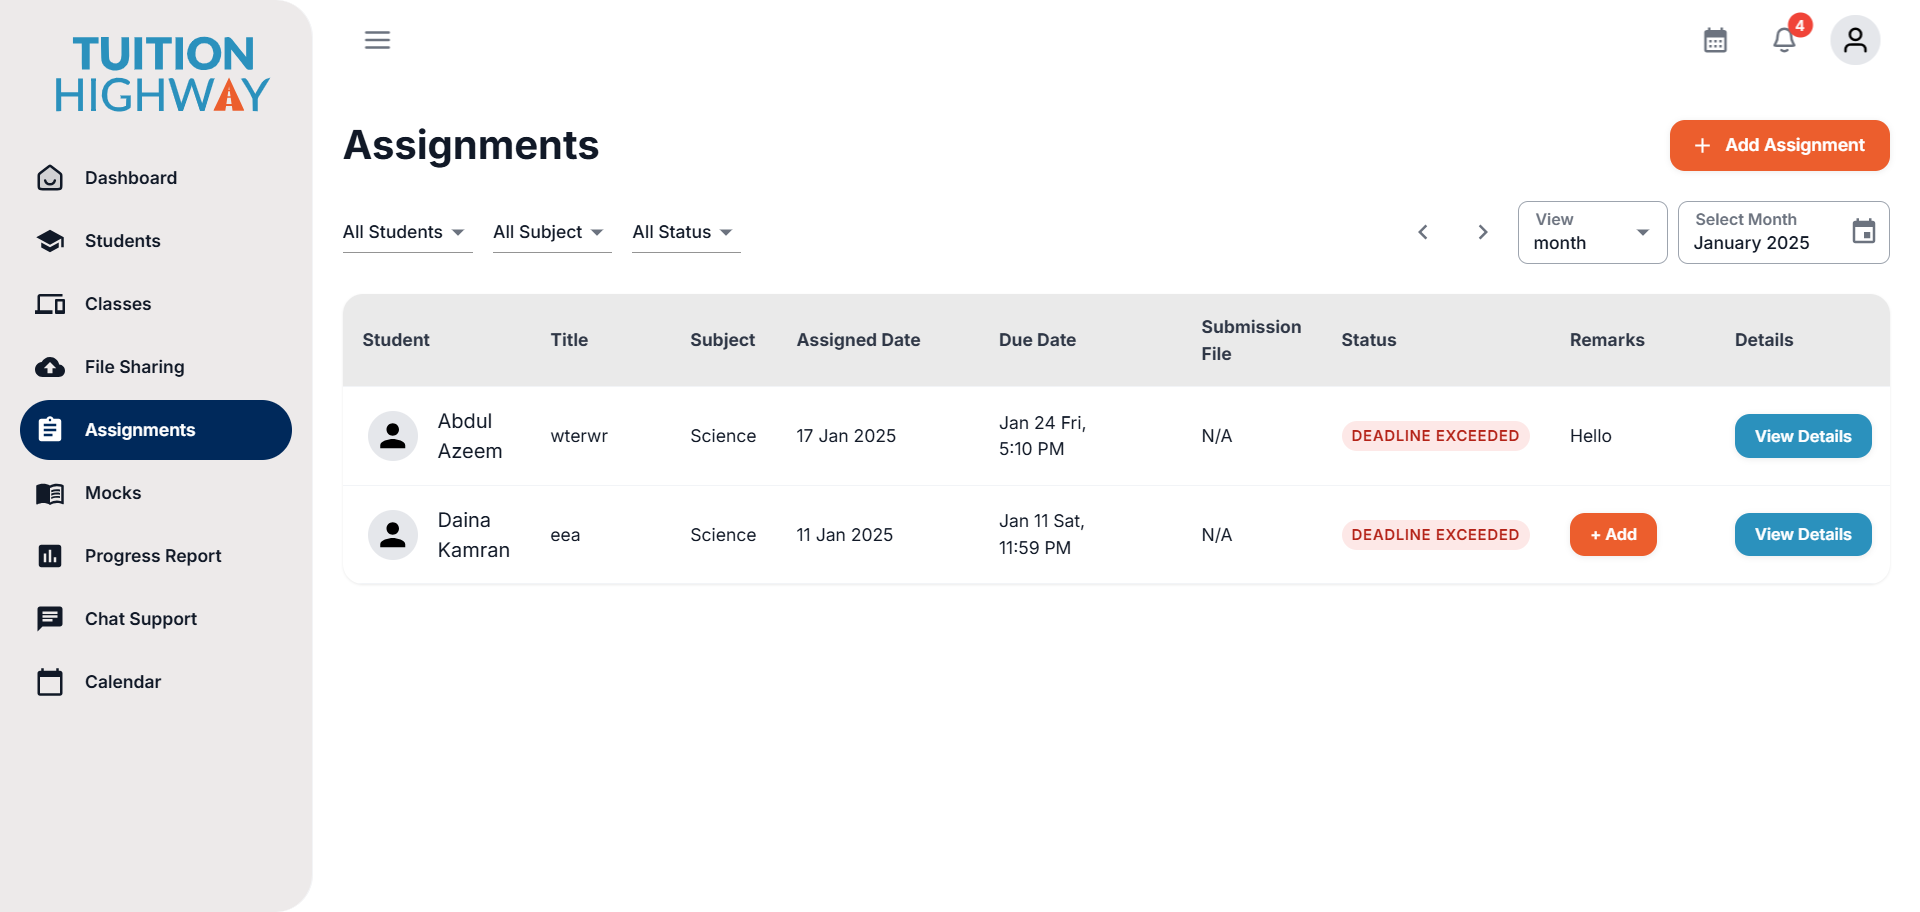 TUITION
HIGHWAY
4
Dashboard
Students
Classes
File Sharing
Assignments
Mocks
Progress Report
Chat Support
Calendar
Assignments
+ Add Assignment
All Students
All Subject
All Status
View
month
Select Month
January 2025
Student
Title
Subject
Assigned Date
Due Date
Submission
File
Status
Remarks
Details
Abdul
Azeem
wterwr
Science
17 Jan 2025
Jan 24 Fri,
5:10 PM
N/A
DEADLINE EXCEEDED
Hello
View Details
Daina
Kamran
eea
Science
11 Jan 2025
Jan 11 Sat,
11:59 PM
N/A
DEADLINE EXCEEDED
+ Add
View Details